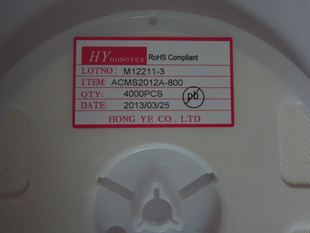 HY HONGYEX RoHS Compliant
LOTNO: M12211-3
ITEM: ACMS2012A-800
QTY: 4000PCS
DATE: 2013/03/25
pb
HONG YE CO., LTD